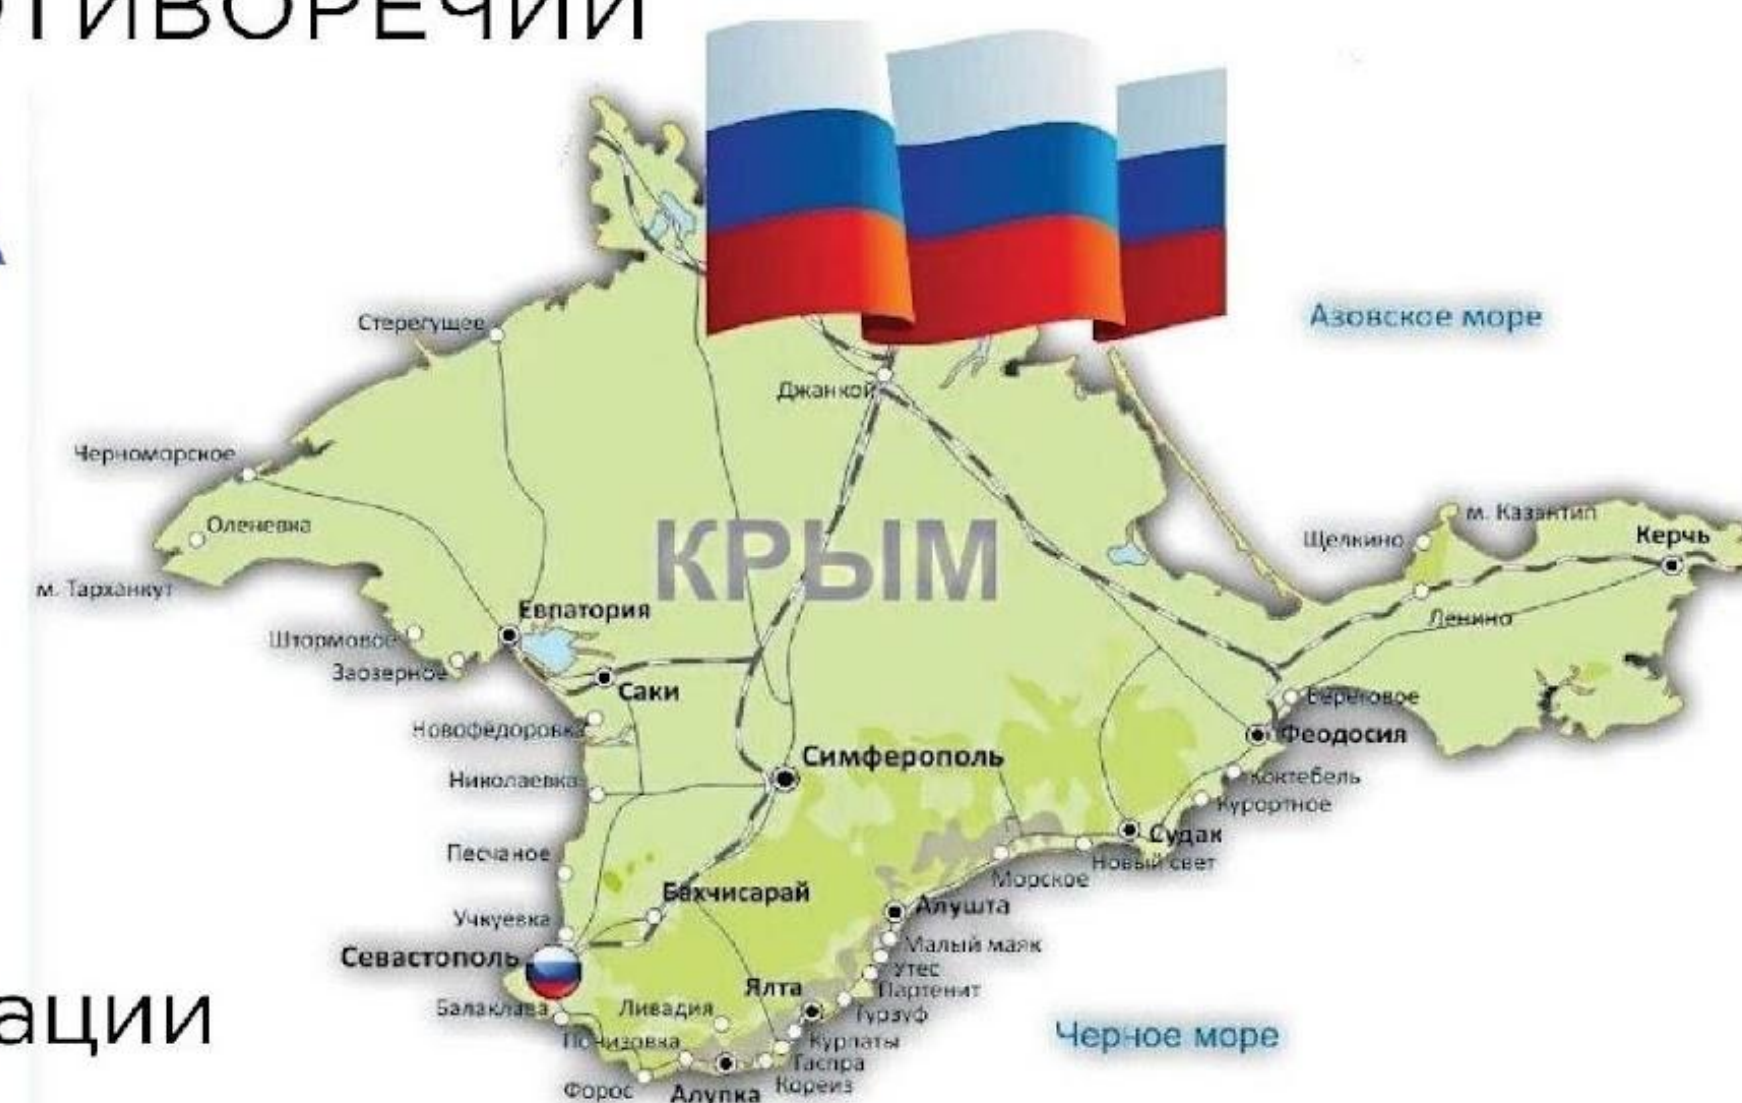 ОТИВОРЕЧИИ
Азовское море
Стерегущее
Джанкой
Черноморское
Оленевка
м. Казантип
Щелкино
Керчь
КРЫМ
м. Тарханкут
Евпатория
Ленино
Штормовое
Заозерное
Саки
Береговое
Новофёдоровка
Феодосия
Симферополь
Николаевка
Коктебель
Курортное
Судак
Песчаное
Новый свет
Морское
Бахчисарай
Алушта
Учкуевка
Малый маяк
Севастополь
Утес
Ялта
Партенит
Балаклава
Ливадия
Гурзуф
ации
Черное море
Курпаты
Гаспра
Кореиз
Форос
Алупка